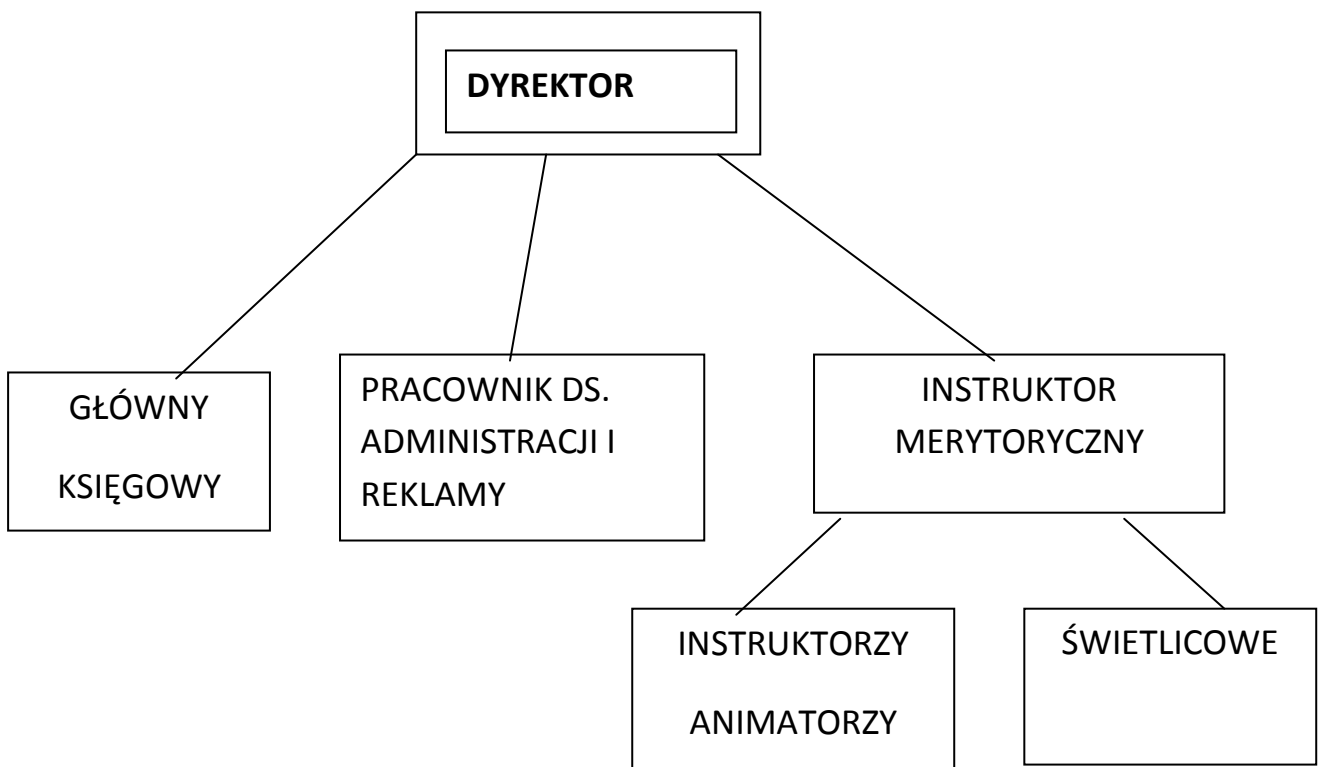 DYREKTOR
GŁÓWNY
KSIĘGOWY
PRACOWNIK DS.
ADMINISTRACJI I
REKLAMY
INSTRUKTOR
MERYTORYCZNY
INSTRUKTORZY
ANIMATORZY
ŚWIETLICOWE